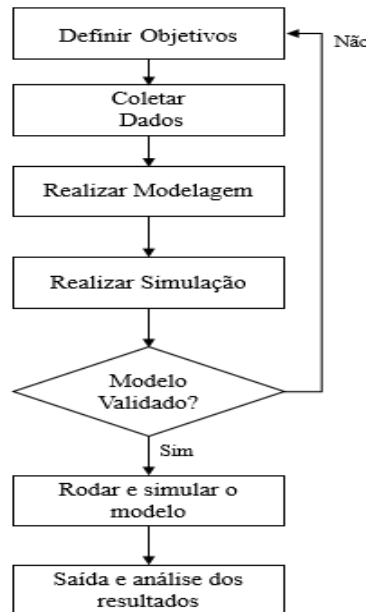 Definir Objetivos
Não
Coletar
Dados
Realizar Modelagem
Realizar Simulação
Modelo
Validado?
Sim
Rodar e simular o
modelo
Saída e análise dos
resultados